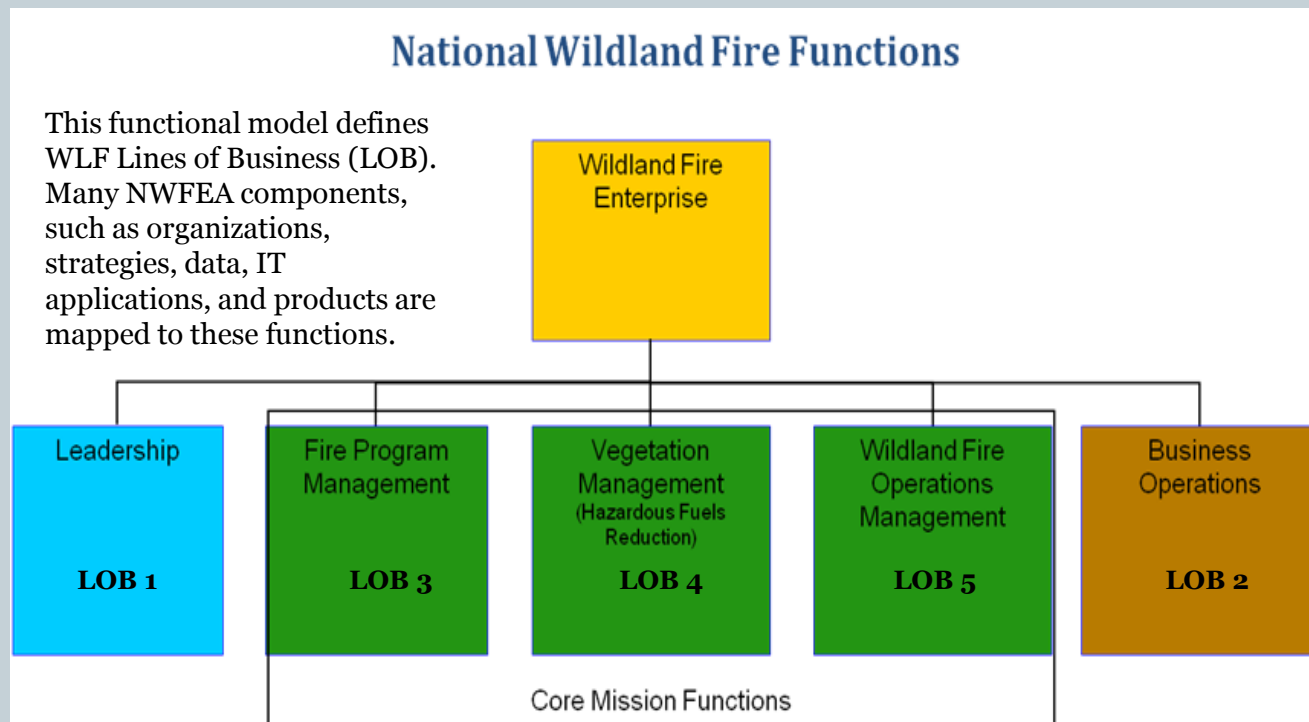 National Wildland Fire Functions
This functional model defines
WLF Lines of Business (LOB).
Many NWFEA components,
such as organizations,
strategies, data, IT
applications, and products are
mapped to these functions.
Wildland Fire
Enterprise
Leadership
LOB 1
Fire Program
Management
LOB 3
Vegetation
Management
(Hazardous Fuels
Reduction)
LOB 4
Wildland Fire
Operations
Management
LOB 5
Business
Operations
LOB 2
Core Mission Functions